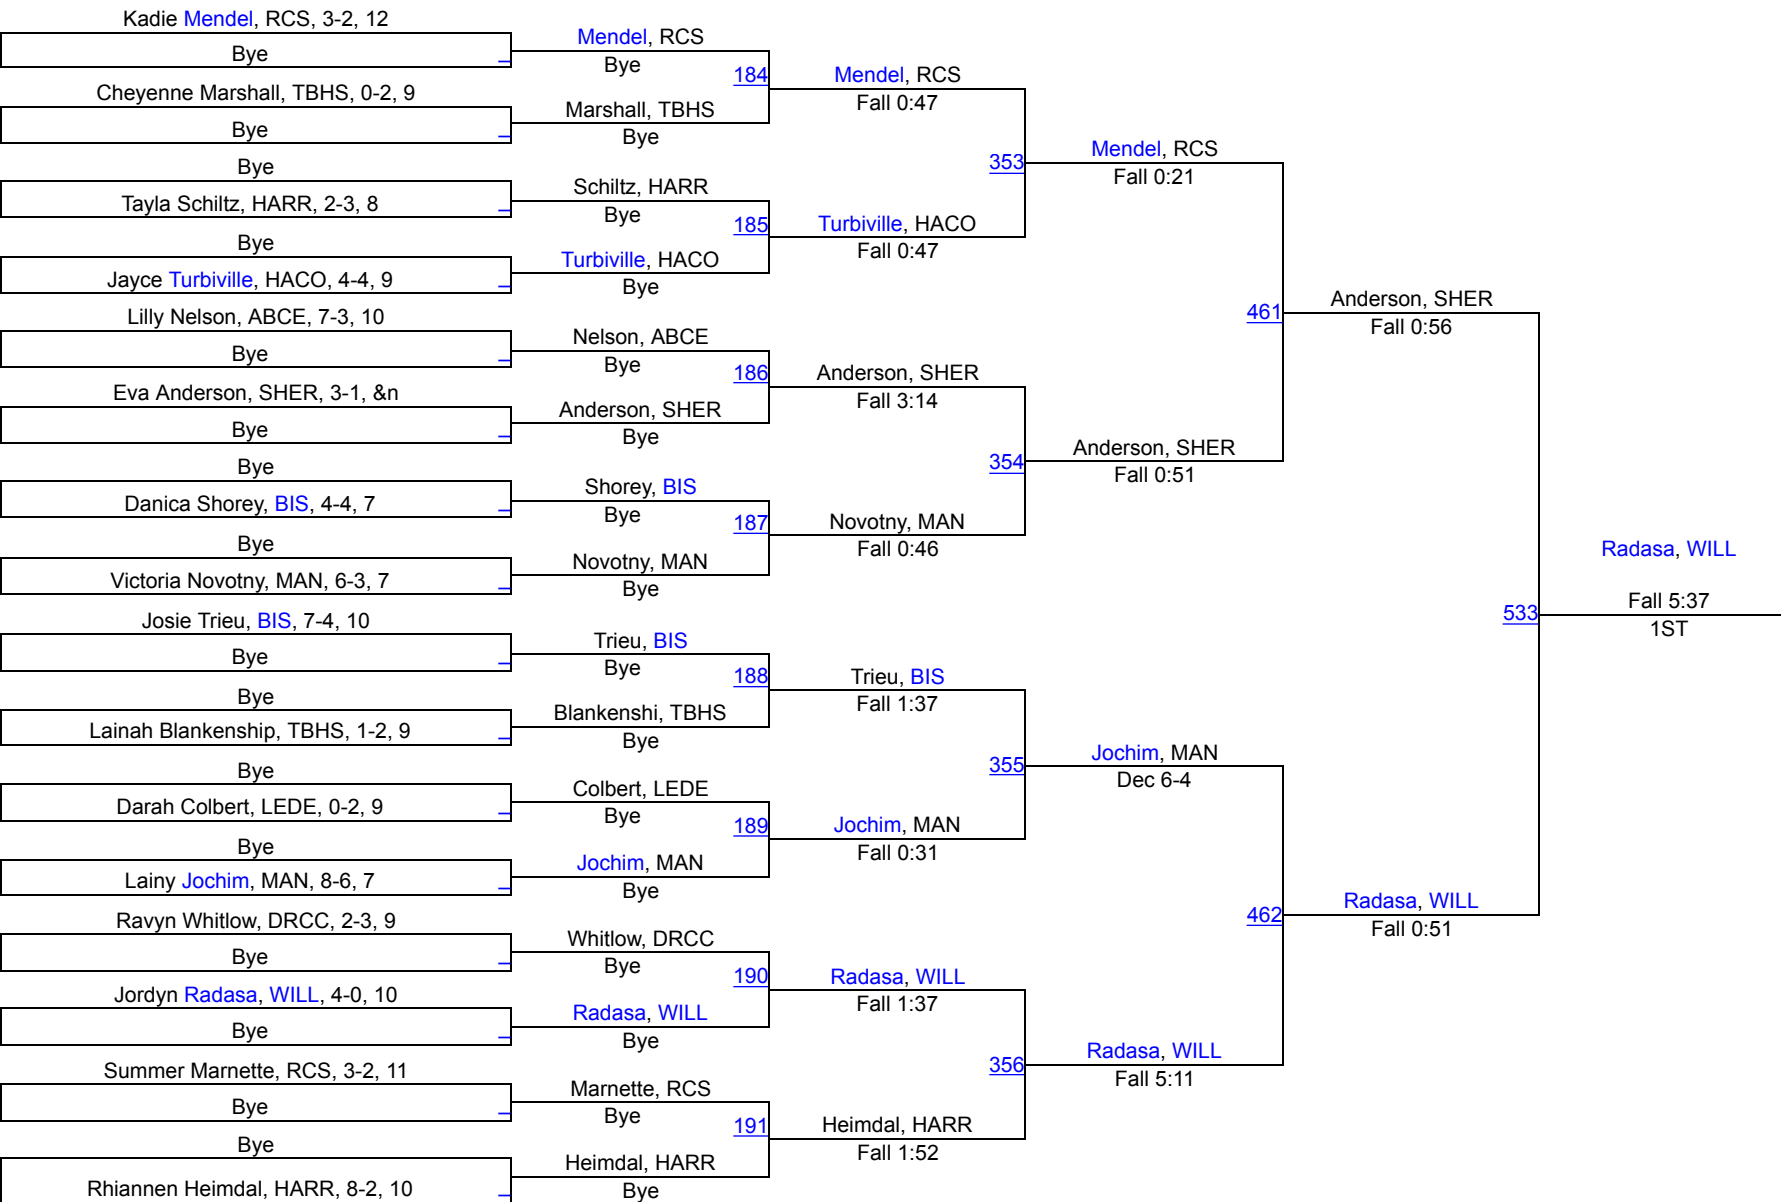 Kadie Mendel, RCS, 3-2, 12
Bye
Cheyenne Marshall, TBHS, 0-2, 9
Bye
Bye
Tayla Schiltz, HARR, 2-3, 8
Bye
Jayce Turbiville, HACO, 4-4, 9
Lilly Nelson, ABCE, 7-3, 10
Bye
Eva Anderson, SHER, 3-1, &n
Bye
Bye
Danica Shorey, BIS, 4-4, 7
Bye
Victoria Novotny, MAN, 6-3, 7
Josie Trieu, BIS, 7-4, 10
Bye
Bye
Lainah Blankenship, TBHS, 1-2, 9
Bye
Darah Colbert, LEDE, 0-2, 9
Bye
Lainy Jochim, MAN, 8-6, 7
Ravyn Whitlow, DRCC, 2-3, 9
Bye
Jordyn Radasa, WILL, 4-0, 10
Bye
Summer Marnette, RCS, 3-2, 11
Bye
Bye
Rhiannen Heimdal, HARR, 8-2, 10
Mendel, RCS
Bye
184
Marshall, TBHS
Bye
Schiltz, HARR
Bye
185
Turbiville, HACO
Bye
Nelson, ABCE
Bye
186
Anderson, SHER
Bye
Shorey, BIS
Bye
187
Novotny, MAN
Bye
Trieu, BIS
Bye
188
Blankenshi, TBHS
Bye
Colbert, LEDE
Bye
189
Jochim, MAN
Bye
Whitlow, DRCC
Bye
190
Radasa, WILL
Bye
Marnette, RCS
Bye
191
Heimdal, HARR
Bye
Mendel, RCS
Fall 0:47
353
Turbiville, HACO
Fall 0:47
Anderson, SHER
Fall 3:14
354
Novotny, MAN
Fall 0:46
Trieu, BIS
Fall 1:37
355
Jochim, MAN
Fall 0:31
Radasa, WILL
Fall 1:37
356
Heimdal, HARR
Fall 1:52
Mendel, RCS
Fall 0:21
461
Anderson, SHER
Fall 0:51
Jochim, MAN
Dec 6-4
462
Radasa, WILL
Fall 5:11
Anderson, SHER
Fall 0:56
533
Radasa, WILL
Fall 0:51
Radasa, WILL
Fall 5:37
1ST